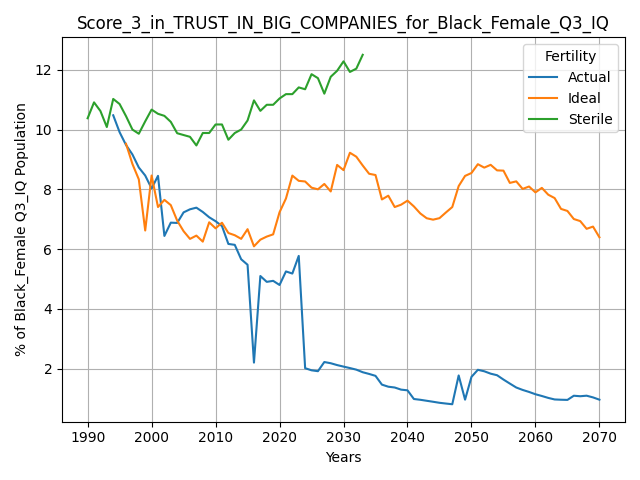 Score_3_in_TRUST_IN_BIG_COMPANIES_for_Black_Female_Q3_IQ
Fertility
Actual
Ideal
Sterile
% of Black_Female Q3_IQ Population
12
10
8
6
4
2
1990 2000 2010 2020 2030 2040 2050 2060 2070
Years